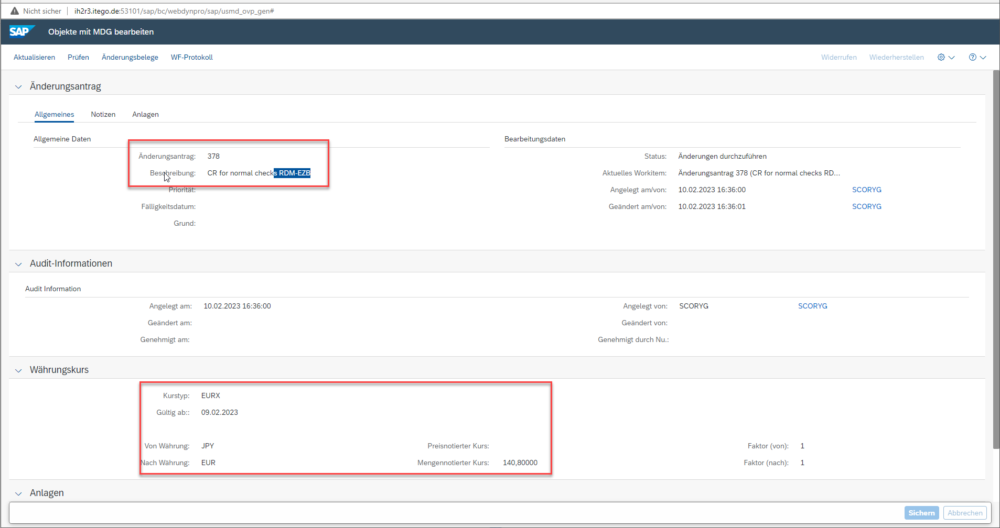 Nicht sicher ih2r3.itego.de:53101/sap/bc/webdynpro/sap/usmd_ovp_gen#
SAP Objekte mit MDG bearbeiten
Aktualisieren Prüfen Änderungsbelege WF-Protokoll Widerrufen Wiederherstellen
Änderungsantrag
Allgemeines Notizen Anlagen
Allgemeine Daten
Änderungsantrag: 378
Beschreibung: CR for normal checks RDM-EZB
Priorität:
Fälligkeitsdatum:
Grund:
Bearbeitungsdaten
Status: Änderungen durchzuführen
Aktuelles Workitem: Änderungsantrag 378 (CR for normal checks RD...
Angelegt am/von: 10.02.2023 16:36:00 SCORYG
Geändert am/von: 10.02.2023 16:36:01 SCORYG
Audit-Informationen
Audit Information
Angelegt am: 10.02.2023 16:36:00 Angelegt von: SCORYG SCORYG
Geändert am: Geändert von:
Genehmigt am: Genehmigt durch Nu.:
Währungskurs
Kurstyp: EURX
Gültig ab:: 09.02.2023
Von Währung: JPY Preisnotierter Kurs: Faktor (von): 1
Nach Währung: EUR Mengennotierter Kurs: 140,80000 Faktor (nach): 1
Anlagen
Sichern Abbrechen